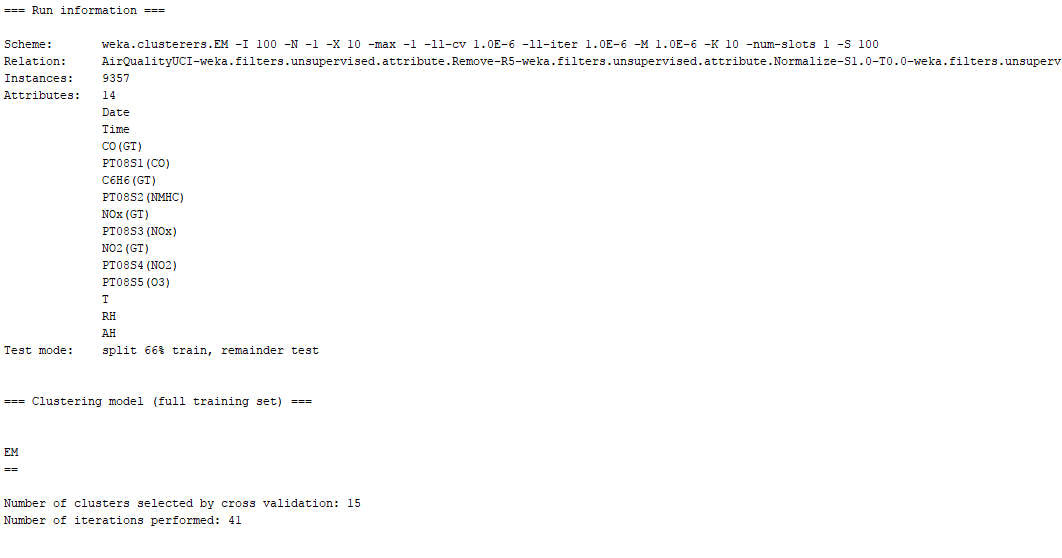 === Run information ===
Scheme: weka.clusterers.EM -I 100 -N -1 -X 10 -max -1 -ll-cv 1.0E-6 -ll-iter 1.0E-6 -M 1.0E-6 -K 10 -num-slots 1 -S 100
Relation: AirQualityUCI-weka.filters.unsupervised.attribute.Remove-R5-weka.filters.unsupervised.attribute.Normalize-S1.0-T0.0-weka.filters.unsuperv
Instances: 9357
Attributes: 14
Date
Time
CO(GT)
PT08S1(CO)
C6H6(GT)
PT08S2(NMHC)
NOx(GT)
PT08S3(NOx)
NO2(GT)
PT08S4(NO2)
PT08S5(O3)
T
RH
AH
Test mode: split 66% train, remainder test
=== Clustering model (full training set) ===
EM
==
Number of clusters selected by cross validation: 15
Number of iterations performed: 41